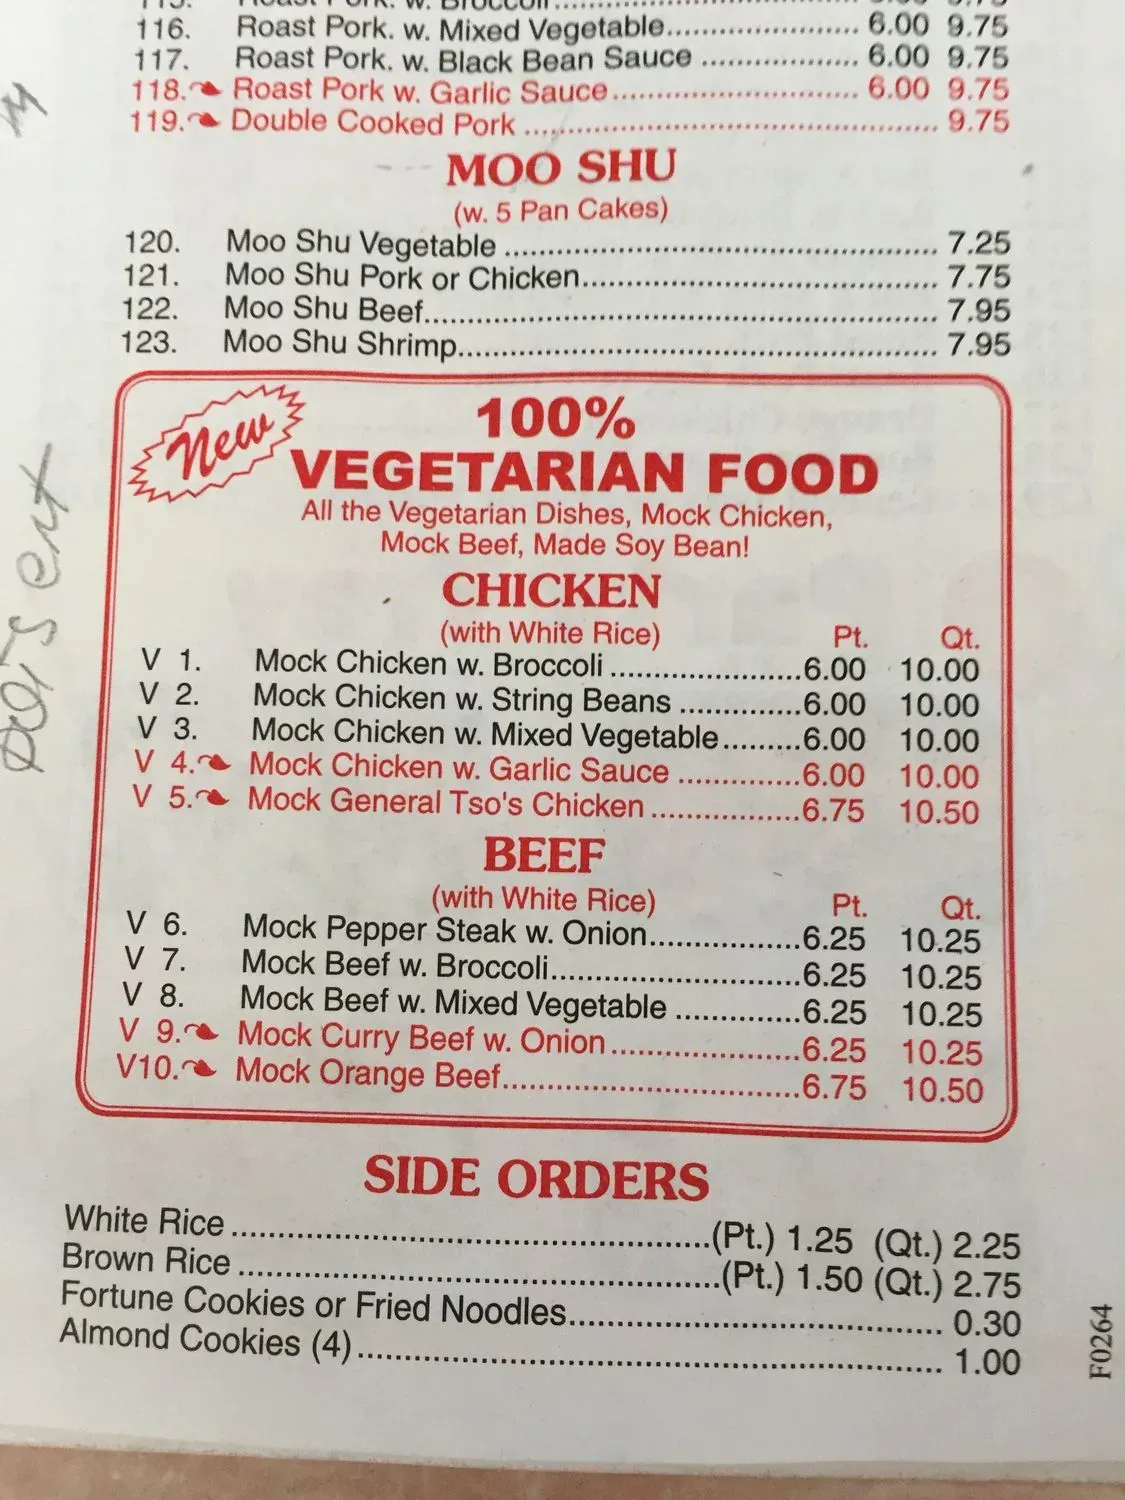 115. Roast Pork. w. Broccoli
116. Roast Pork. w. Mixed Vegetable 6.00 9.75
117. Roast Pork. w. Black Bean Sauce 6.00 9.75
118. Roast Pork w. Garlic Sauce 6.00 9.75
119. Double Cooked Pork 9.75
MOO SHU
(w. 5 Pan Cakes)
120. Moo Shu Vegetable 7.25
121. Moo Shu Pork or Chicken 7.75
122. Moo Shu Beef 7.95
123. Moo Shu Shrimp 7.95
New
100%
VEGETARIAN FOOD
All the Vegetarian Dishes, Mock Chicken,
Mock Beef, Made Soy Bean!
CHICKEN
(with White Rice) Pt. Qt.
V 1. Mock Chicken w. Broccoli 6.00 10.00
V 2. Mock Chicken w. String Beans 6.00 10.00
V 3. Mock Chicken w. Mixed Vegetable 6.00 10.00
V 4. Mock Chicken w. Garlic Sauce 6.00 10.00
V 5. Mock General Tso's Chicken 6.75 10.50
BEEF
(with White Rice) Pt. Qt.
V 6. Mock Pepper Steak w. Onion 6.25 10.25
V 7. Mock Beef w. Broccoli 6.25 10.25
V 8. Mock Beef w. Mixed Vegetable 6.25 10.25
V 9. Mock Curry Beef w. Onion 6.25 10.25
V10. Mock Orange Beef 6.75 10.50
SIDE ORDERS
White Rice (Pt.) 1.25 (Qt.) 2.25
Brown Rice (Pt.) 1.50 (Qt.) 2.75
Fortune Cookies or Fried Noodles 0.30
Almond Cookies (4) 1.00
F0264